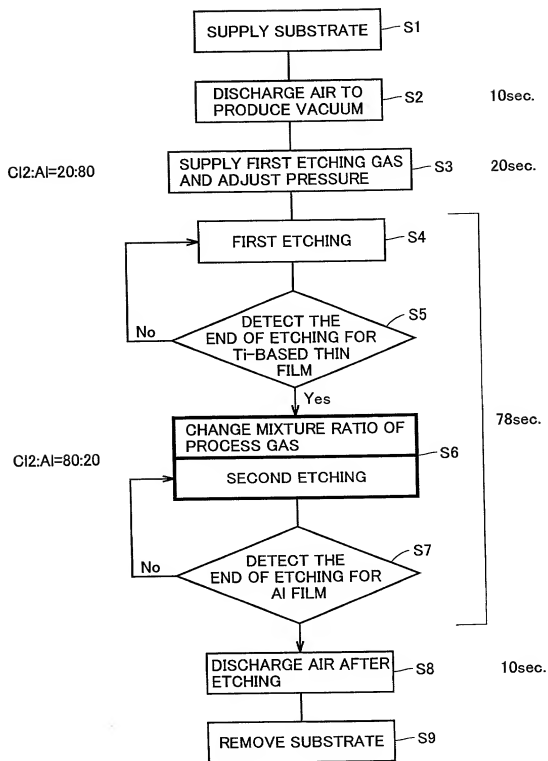 SUPPLY SUBSTRATE
S1
DISCHARGE AIR TO
PRODUCE VACUUM
S2
10sec.
Cl2:Al=20:80
SUPPLY FIRST ETCHING GAS
AND ADJUST PRESSURE
S3
20sec.
FIRST ETCHING
S4
S5
DETECT THE
END OF ETCHING FOR
Ti-BASED THIN
FILM
No
Yes
78sec.
Cl2:Al=80:20
CHANGE MIXTURE RATIO OF
PROCESS GAS
S6
SECOND ETCHING
S7
DETECT THE
END OF ETCHING FOR
Al FILM
No
DISCHARGE AIR AFTER
ETCHING
S8
10sec.
REMOVE SUBSTRATE
S9